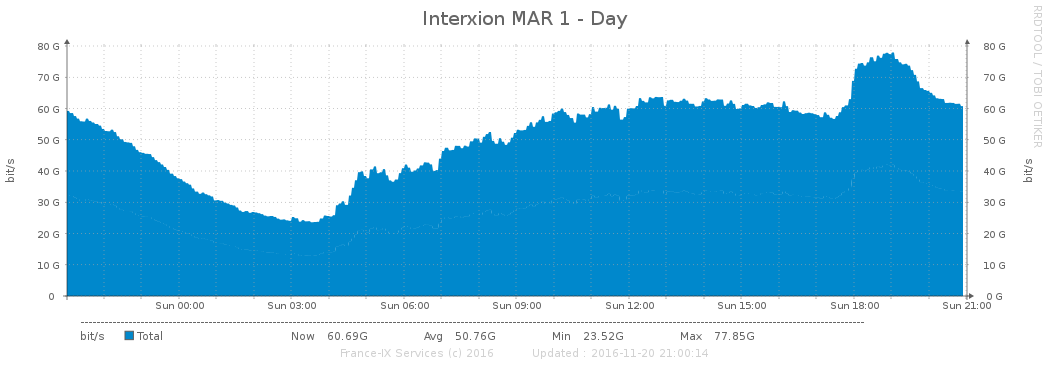 Interxion MAR 1 - Day
RRDTOOL / TOBI OETIKER
80 G 80 G
70 G 70 G
60 G 60 G
50 G 50 G
40 G 40 G
30 G 30 G
20 G 20 G
10 G 10 G
0 0 G
bit/s
bit/s
Sun 00:00 Sun 03:00 Sun 06:00 Sun 09:00 Sun 12:00 Sun 15:00 Sun 18:00 Sun 21:00
bit/s Total Now 60.69G Avg 50.76G Min 23.52G Max 77.85G
France-IX Services (c) 2016 Updated : 2016-11-20 21:00:14